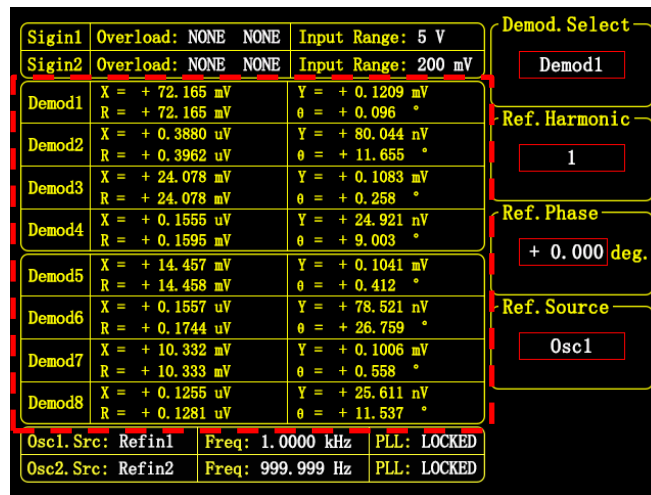 Sigin1 Overload: NONE NONE Input Range: 5 V
Sigin2 Overload: NONE NONE Input Range: 200 mV
Demod1 X = + 72.165 mV Y = + 0.1209 mV
R = + 72.165 mV θ = + 0.096 °
Demod2 X = + 0.3880 uV Y = + 80.044 nV
R = + 0.3962 uV θ = + 11.655 °
Demod3 X = + 24.078 mV Y = + 0.1083 mV
R = + 24.078 mV θ = + 0.258 °
Demod4 X = + 0.1555 uV Y = + 24.921 nV
R = + 0.1595 mV θ = + 9.003 °
Demod5 X = + 14.457 mV Y = + 0.1041 mV
R = + 14.458 mV θ = + 0.412 °
Demod6 X = + 0.1557 uV Y = + 78.521 nV
R = + 0.1744 uV θ = + 26.759 °
Demod7 X = + 10.332 mV Y = + 0.1006 mV
R = + 10.333 mV θ = + 0.558 °
Demod8 X = + 0.1255 uV Y = + 25.611 nV
R = + 0.1281 uV θ = + 11.537 °
Osc1.Src: Refin1 Freq: 1.0000 kHz PLL: LOCKED
Osc2.Src: Refin2 Freq: 999.999 Hz PLL: LOCKED
Demod.Select
Demod1
Ref.Harmonic
1
Ref.Phase
+ 0.000 deg.
Ref.Source
Osc1